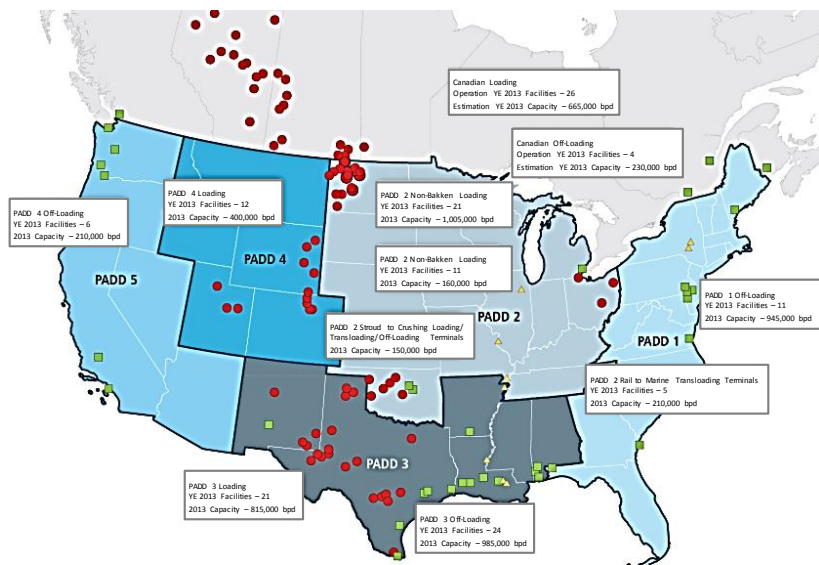 Canadian Loading
Operation YE 2013 Facilities – 26
Estimation YE 2013 Capacity – 665,000 bpd
Canadian Off-Loading
Operation YE 2013 Facilities – 4
Estimation YE 2013 Capacity – 230,000 bpd
PADD 4 Loading
YE 2013 Facilities – 12
2013 Capacity – 400,000 bpd
PADD 2 Non-Bakken Loading
YE 2013 Facilities – 21
2013 Capacity – 1,005,000 bpd
PADD 4 Off-Loading
YE 2013 Facilities – 6
2013 Capacity – 210,000 bpd
PADD 4
PADD 2 Non-Bakken Loading
YE 2013 Facilities – 11
2013 Capacity – 160,000 bpd
PADD 5
PADD 1 Off-Loading
YE 2013 Facilities – 11
2013 Capacity – 945,000 bpd
PADD 2
PADD 2 Stroud to Crushing Loading/
Transloading/Off-Loading Terminals
2013 Capacity – 150,000 bpd
PADD 1
PADD 2 Rail to Marine Transloading Terminals
YE 2013 Facilities – 5
2013 Capacity – 210,000 bpd
PADD 3
PADD 3 Loading
YE 2013 Facilities – 21
2013 Capacity – 815,000 bpd
PADD 3 Off-Loading
YE 2013 Facilities – 24
2013 Capacity – 985,000 bpd